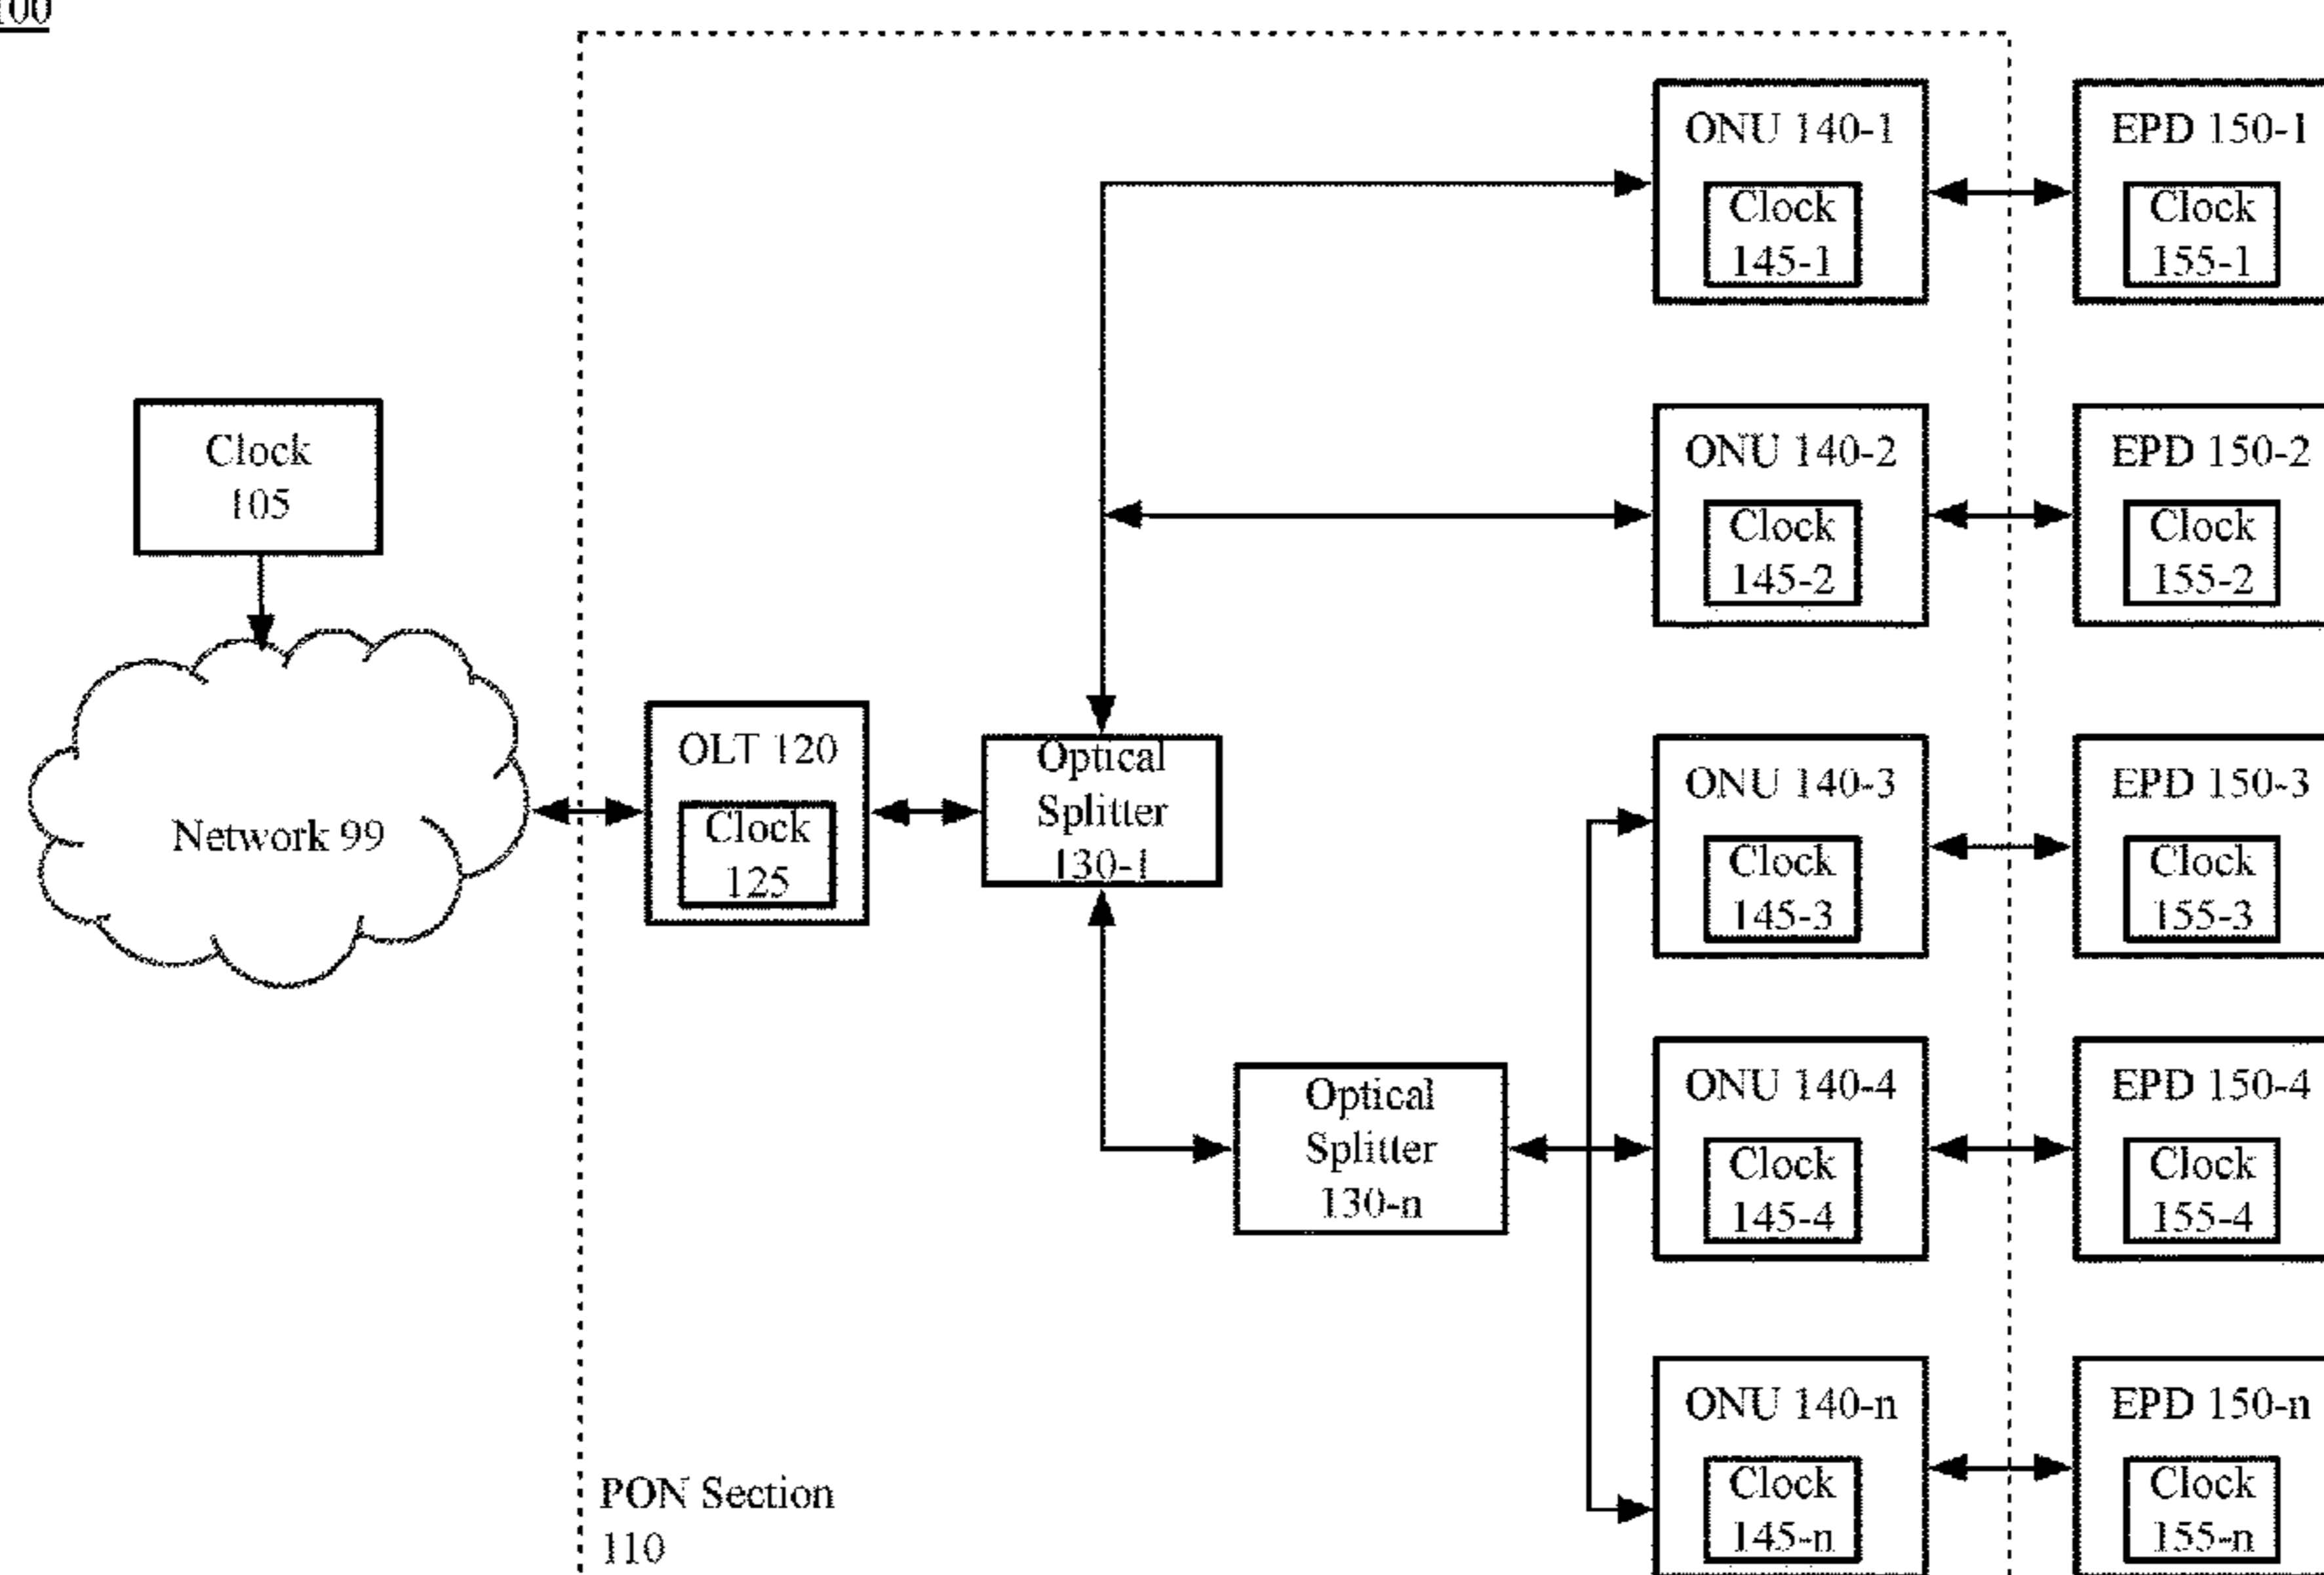 100
ONU 140-1
Clock
145-1
EPD 150-1
Clock
155-1
Clock
105
ONU 140-2
Clock
145-2
EPD 150-2
Clock
155-2
Network 99
OLT 120
Clock
125
Optical
Splitter
130-1
ONU 140-3
Clock
145-3
EPD 150-3
Clock
155-3
Optical
Splitter
130-n
ONU 140-4
Clock
145-4
EPD 150-4
Clock
155-4
ONU 140-n
Clock
145-n
EPD 150-n
Clock
155-n
PON Section
110